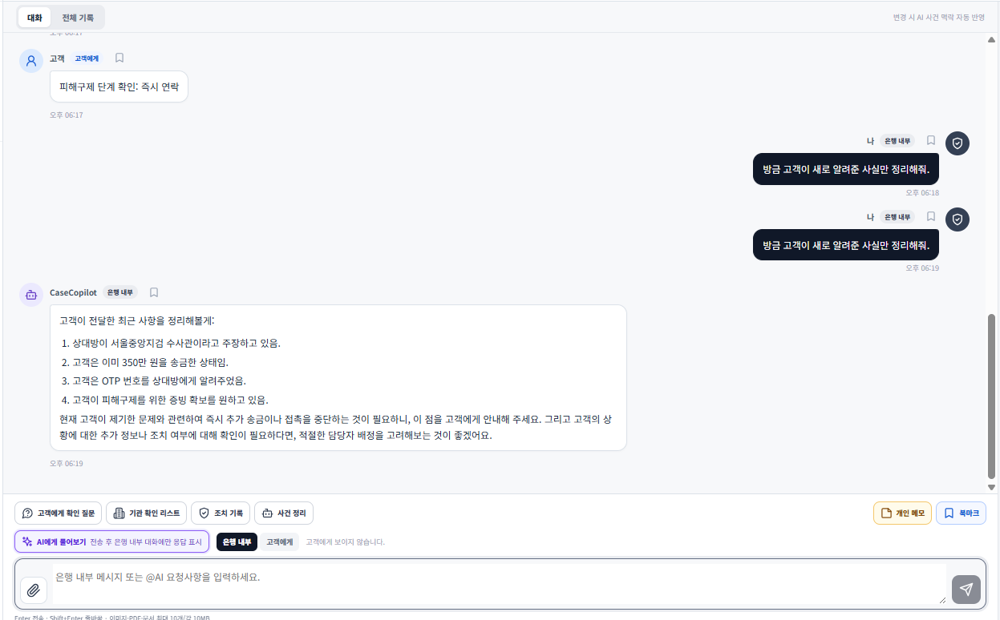 대화 전체 기록
변경 시 AI 사건 맥락 자동 반영
오후 06:17
고객 고객에게
피해구제 단계 확인: 즉시 연락
오후 06:17
나 은행 내부
방금 고객이 새로 알려준 사실만 정리해줘.
오후 06:18
나 은행 내부
방금 고객이 새로 알려준 사실만 정리해줘.
오후 06:19
CaseCopilot 은행 내부
고객이 전달한 최근 사항을 정리해볼게:
1. 상대방이 서울중앙지검 수사관이라고 주장하고 있음.
2. 고객은 이미 350만 원을 송금한 상태임.
3. 고객은 OTP 번호를 상대방에게 알려주었음.
4. 고객이 피해구제를 위한 증빙 확보를 원하고 있음.
현재 고객이 제기한 문제와 관련하여 즉시 추가 송금이나 접촉을 중단하는 것이 필요하니, 이 점을 고객에게 안내해 주세요. 그리고 고객의 상
황에 대한 추가 정보나 조치 여부에 대해 확인이 필요하다면, 적절한 담당자 배정을 고려해보는 것이 좋겠어요.
오후 06:19
고객에게 확인 질문 기관 확인 리스트 조치 기록 사건 정리 개인 메모 북마크
AI에게 물어보기 전송 후 은행 내부 대화에만 응답 표시 은행 내부 고객에게 고객에게 보이지 않습니다.
은행 내부 메시지 또는 @AI 요청사항을 입력하세요.
Enter 전송 · Shift+Enter 줄바꿈 · 이미지·PDF·문서 최대 10개/각 10MB